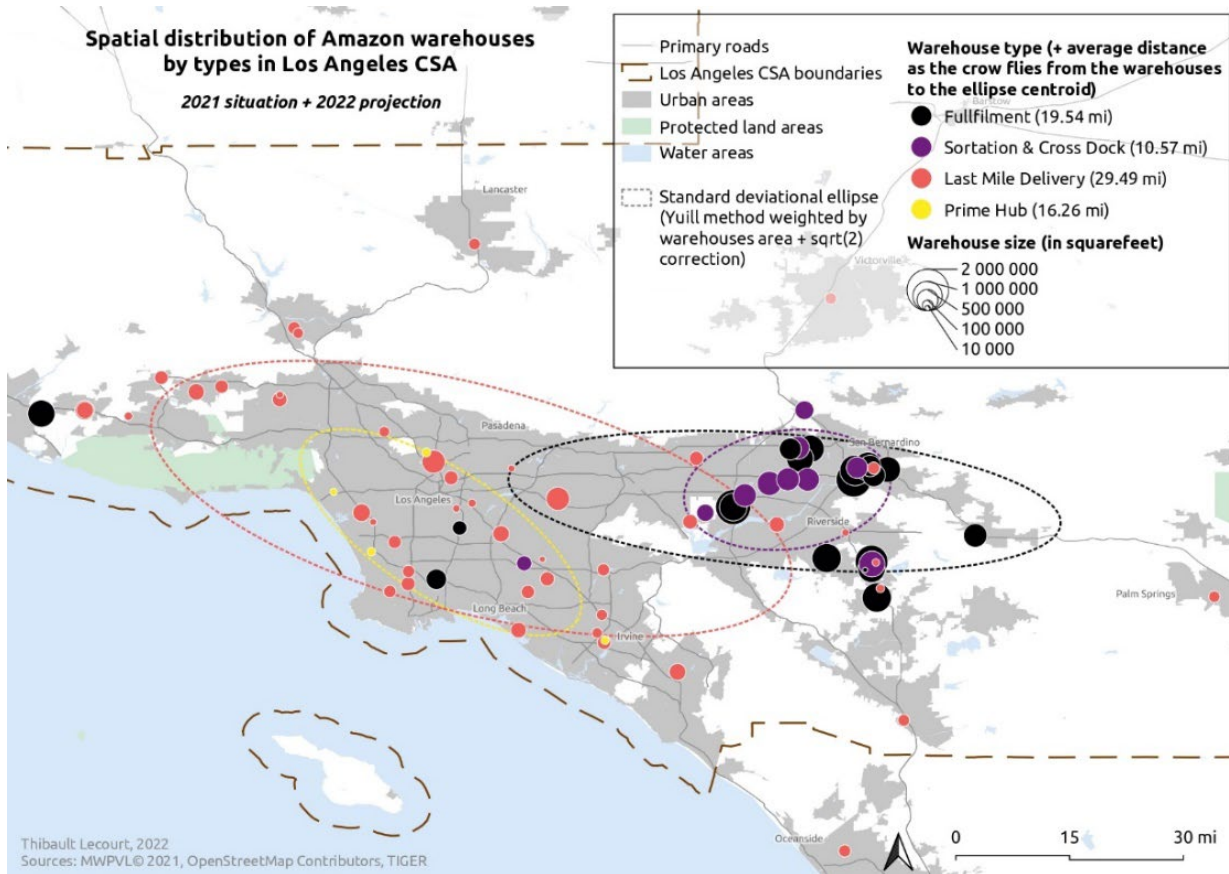 Spatial distribution of Amazon warehouses
by types in Los Angeles CSA
2021 situation + 2022 projection
Primary roads
Los Angeles CSA boundaries
Urban areas
Protected land areas
Water areas
Standard deviational ellipse
(Yuill method weighted by
warehouses area + sqrt(2)
correction)
Warehouse type (+ average distance
as the crow flies from the warehouses
to the ellipse centroid)
Barstow
Fullfilment (19.54 mi)
Sortation & Cross Dock (10.57 mi)
Last Mile Delivery (29.49 mi)
Prime Hub (16.26 mi)
Warehouse size (in squarefeet)
Victorville
2 000 000
1 000 000
500 000
100 000
10 000
Lancaster
Pasadena
San Bernardino
Los Angeles
Riverside
Long Beach
Irvine
Palm Springs
Oceanside
0 15 30 mi
Thibault Lecourt, 2022
Sources: MWPVL© 2021, OpenStreetMap Contributors, TIGER